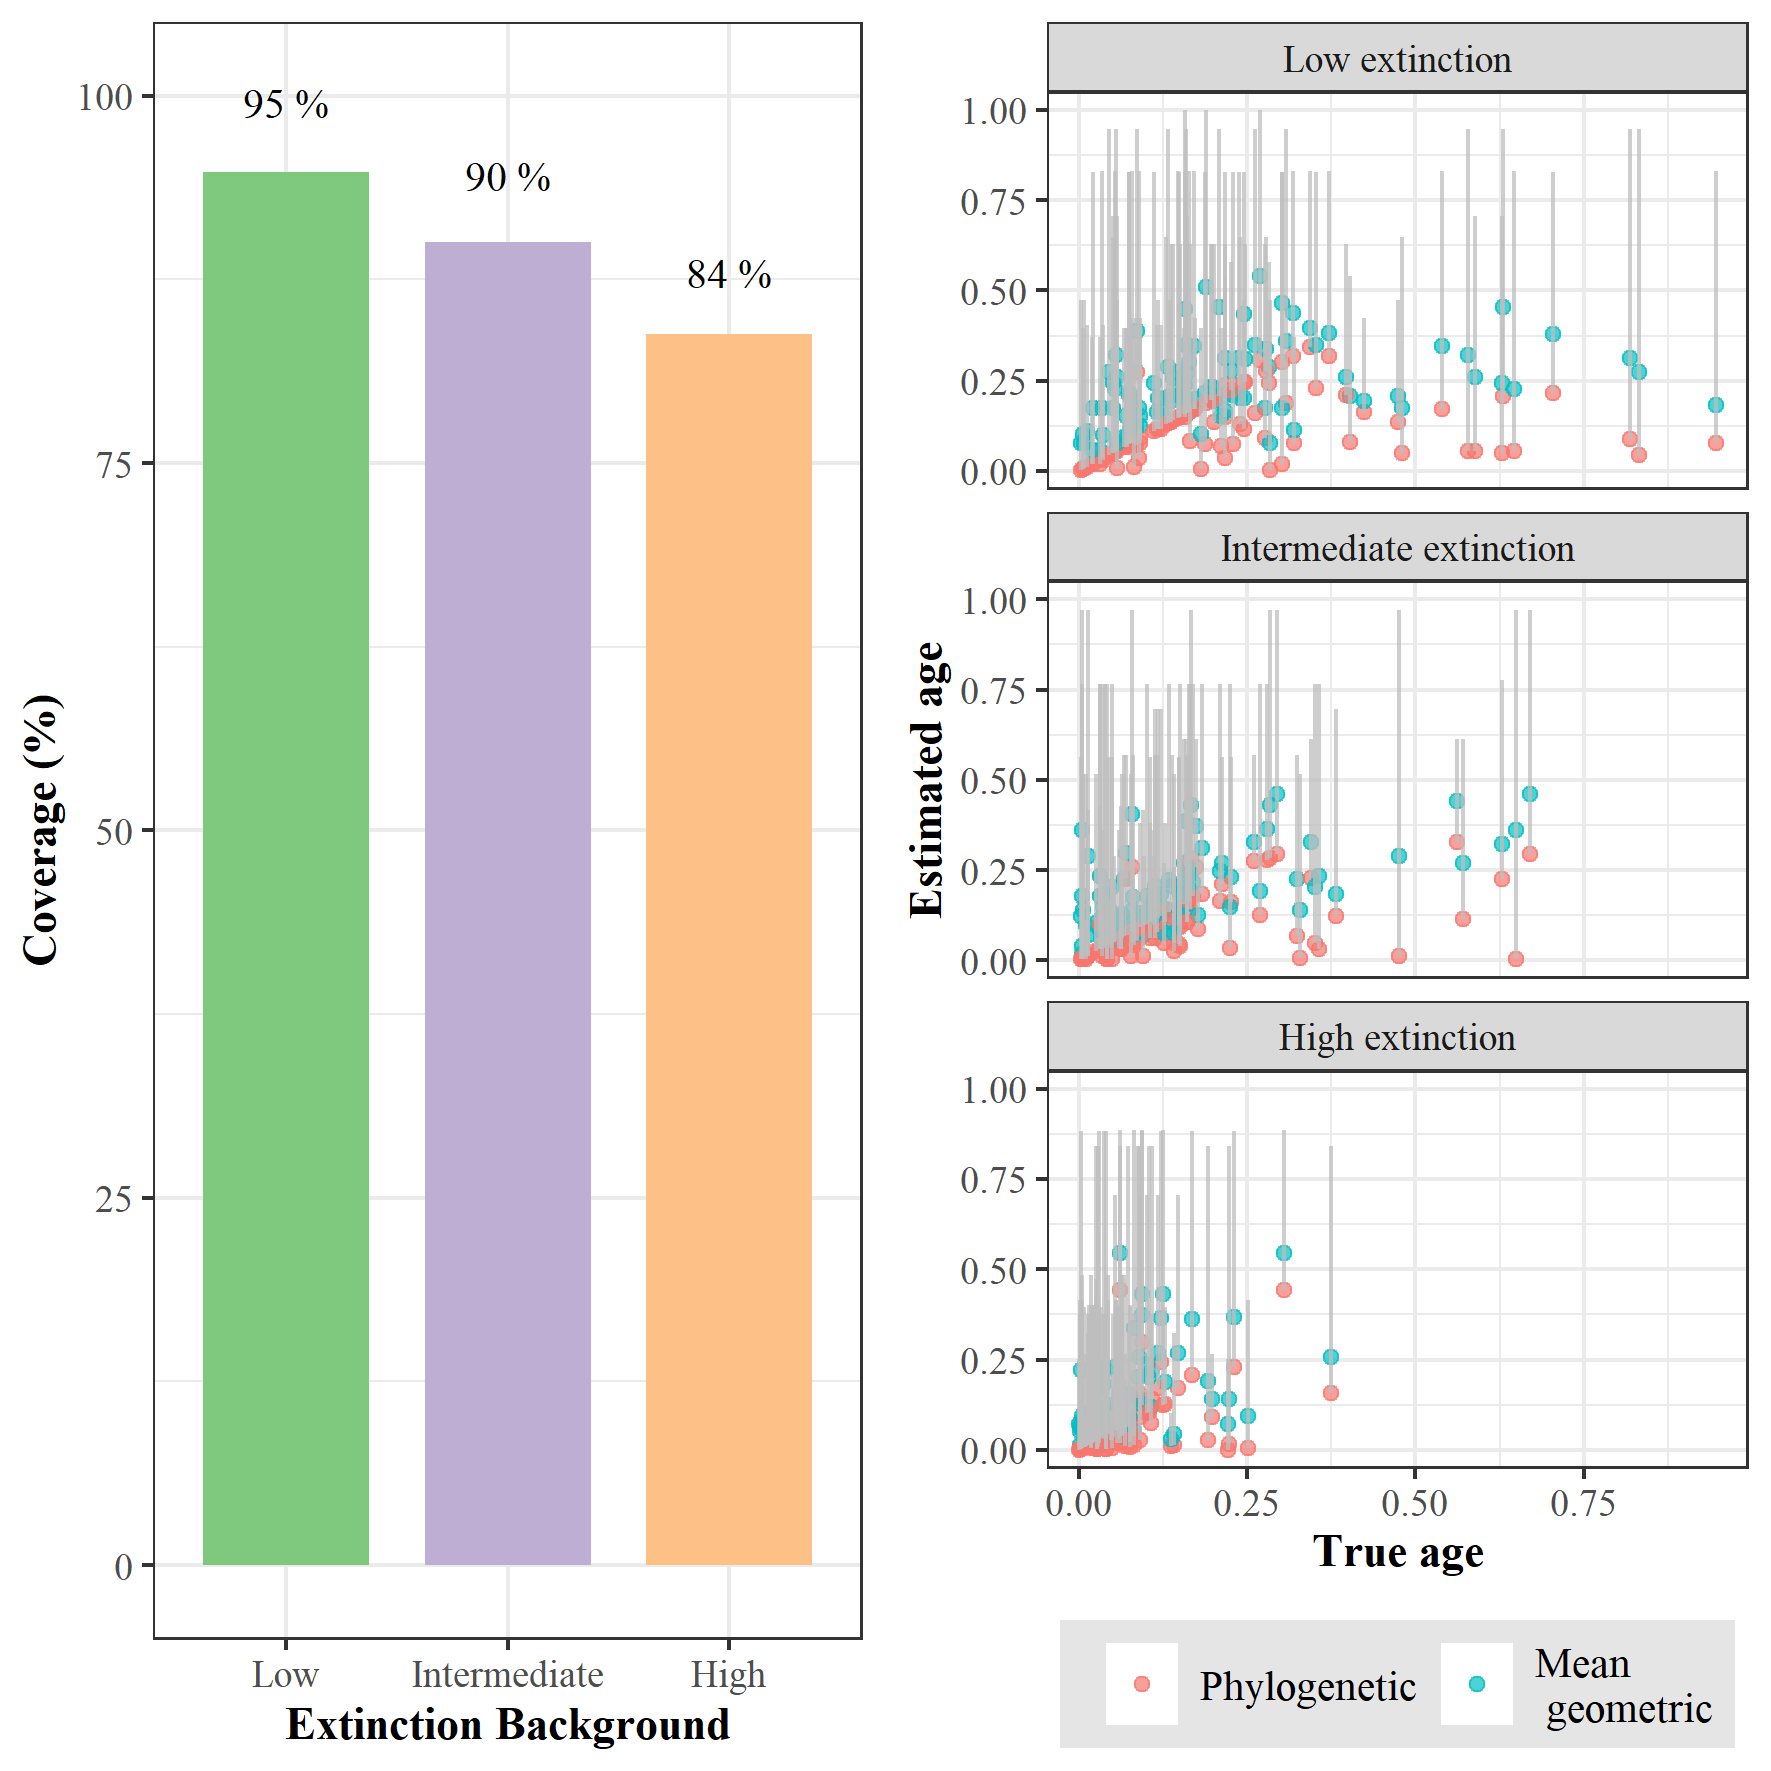 Coverage (%)
100
75
50
25
0
95 %
90 %
84 %
Low
Intermediate
High
Extinction Background
Estimated age
Low extinction
1.00
0.75
0.50
0.25
0.00
Intermediate extinction
1.00
0.75
0.50
0.25
0.00
High extinction
1.00
0.75
0.50
0.25
0.00
0.00
0.25
0.50
0.75
True age
Phylogenetic
Mean
geometric